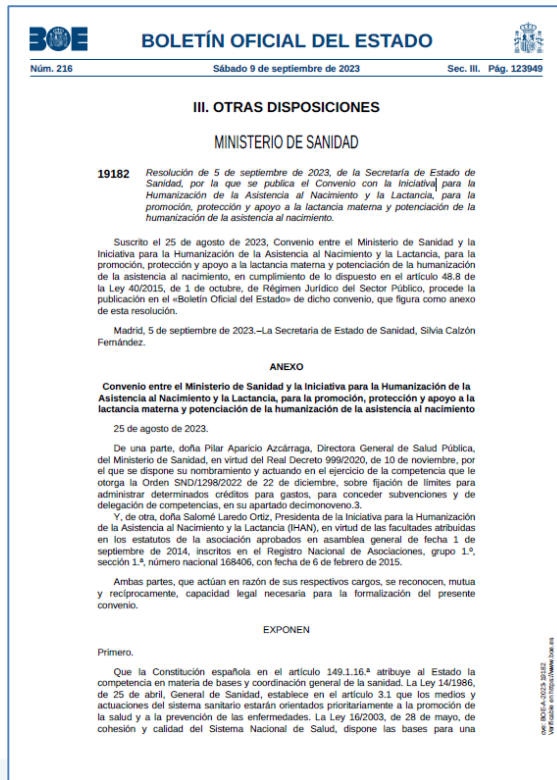 BOE
BOLETÍN OFICIAL DEL ESTADO
Núm. 216
Sábado 9 de septiembre de 2023
Sec. III. Pág. 123949
III. OTRAS DISPOSICIONES
MINISTERIO DE SANIDAD
19182
Resolución de 5 de septiembre de 2023, de la Secretaría de Estado de
Sanidad, por la que se publica el Convenio con la Iniciativa para la
Humanización de la Asistencia al Nacimiento y la Lactancia, para la
promoción, protección y apoyo a la lactancia materna y potenciación de la
humanización de la asistencia al nacimiento.
Suscrito el 25 de agosto de 2023, Convenio entre el Ministerio de Sanidad y la
Iniciativa para la Humanización de la Asistencia al Nacimiento y la Lactancia, para la
promoción, protección y apoyo a la lactancia materna y potenciación de la humanización
de la asistencia al nacimiento, en cumplimiento de lo dispuesto en el artículo 48.8 de
la Ley 40/2015, de 1 de octubre, de Régimen Jurídico del Sector Público, procede la
publicación en el «Boletín Oficial del Estado» de dicho convenio, que figura como anexo
de esta resolución.
Madrid, 5 de septiembre de 2023.–La Secretaria de Estado de Sanidad, Silvia Calzón
Fernández.
ANEXO
Convenio entre el Ministerio de Sanidad y la Iniciativa para la Humanización de la
Asistencia al Nacimiento y la Lactancia, para la promoción, protección y apoyo a la
lactancia materna y potenciación de la humanización de la asistencia al nacimiento
25 de agosto de 2023.
De una parte, doña Pilar Aparicio Azcárraga, Directora General de Salud Pública,
del Ministerio de Sanidad, en virtud del Real Decreto 999/2020, de 10 de noviembre, por
el que se dispone su nombramiento y actuando en el ejercicio de la competencia que le
otorga la Orden SND/1298/2022 de 22 de diciembre, sobre fijación de límites para
administrar determinados créditos para gastos, para conceder subvenciones y de
delegación de competencias, en su apartado decimonoveno.3.
Y, de otra, doña Salomé Laredo Ortiz, Presidenta de la Iniciativa para la Humanización
de la Asistencia al Nacimiento y la Lactancia (IHAN), en virtud de las facultades atribuidas
en los estatutos de la asociación aprobados en asamblea general de fecha 1 de
septiembre de 2014, inscritos en el Registro Nacional de Asociaciones, grupo 1.º,
sección 1.ª, número nacional 168406, con fecha de 6 de febrero de 2015.
Ambas partes, que actúan en razón de sus respectivos cargos, se reconocen, mutua
y recíprocamente, capacidad legal necesaria para la formalización del presente
convenio.
EXPONEN
Primero.
Que la Constitución española en el artículo 149.1.16.ª atribuye al Estado la
competencia en materia de bases y coordinación general de la sanidad. La Ley 14/1986,
de 25 de abril, General de Sanidad, establece en el artículo 3.1 que los medios y
actuaciones del sistema sanitario estarán orientados prioritariamente a la promoción de
la salud y a la prevención de las enfermedades. La Ley 16/2003, de 28 de mayo, de
cohesión y calidad del Sistema Nacional de Salud, dispone las bases para una
cve: BOE-A-2023-19182
Verificable en https://www.boe.es